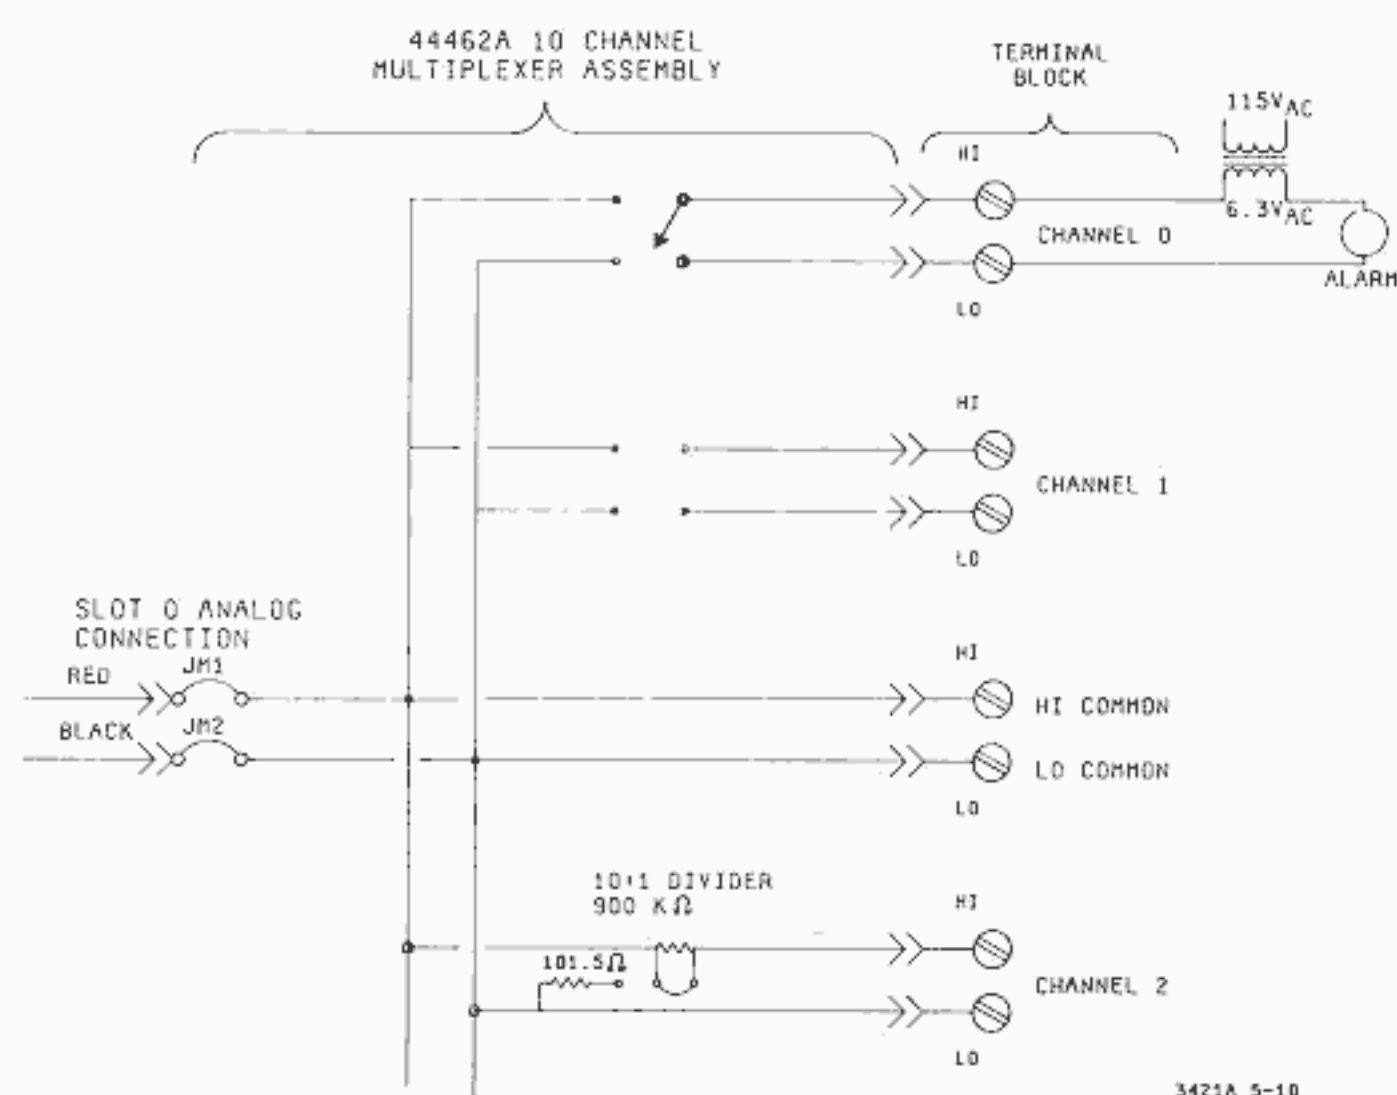 44462A 10 CHANNEL
MULTIPLEXER ASSEMBLY
TERMINAL
BLOCK
115VAC
HI
6.3VAC
CHANNEL 0
ALARM
LO
HI
CHANNEL 1
LO
SLOT 0 ANALOG
CONNECTION
RED
JM1
HI
HI COMMON
BLACK
JM2
LO COMMON
LO
10:1 DIVIDER
900 KΩ
HI
101.5Ω
CHANNEL 2
LO
3421A 5-10